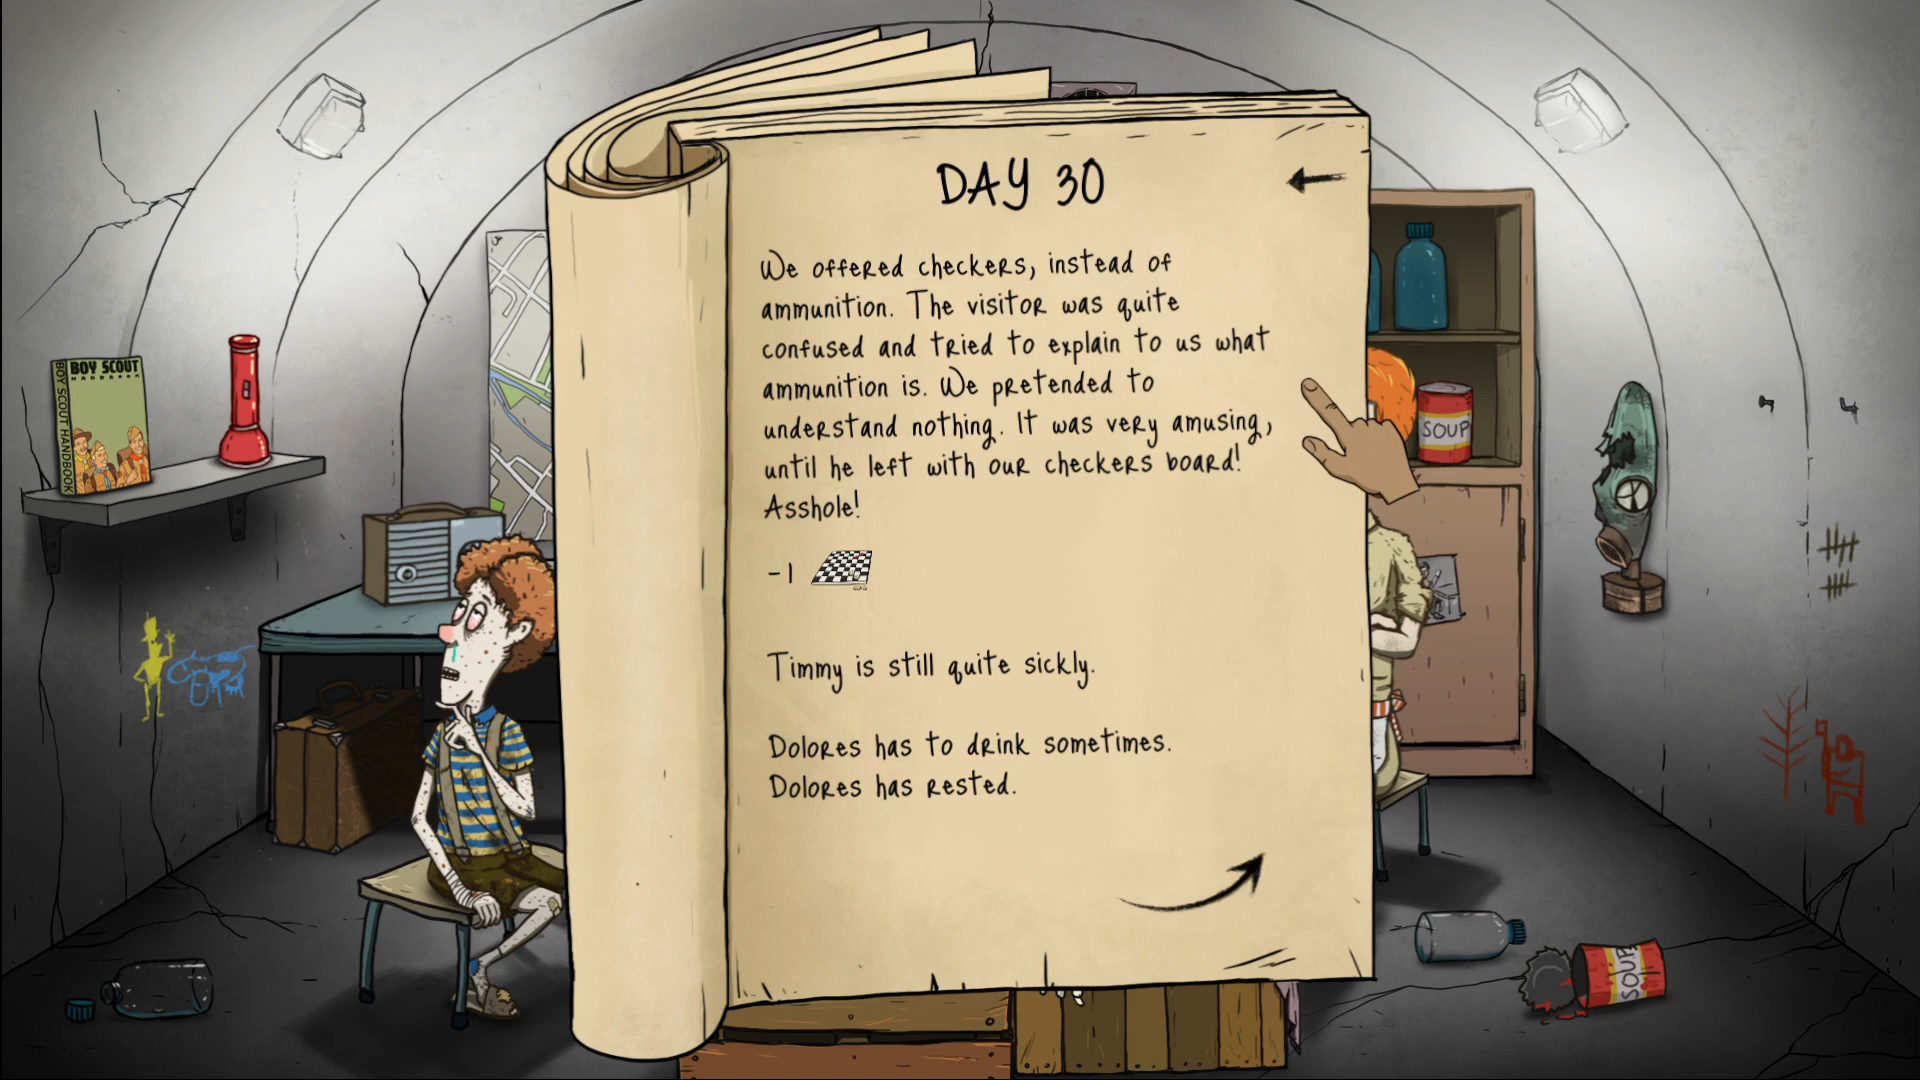 DAY 30
We offered checkers, instead of
ammunition. The visitor was quite
confused and tried to explain to us what
ammunition is. We pretended to
understand nothing. It was very amusing,
until he left with our checkers board!
Asshole!
-1
Timmy is still quite sickly.
Dolores has to drink sometimes.
Dolores has rested.
BOY SCOUT
HANDBOOK
BOY SCOUT HANDBOOK
SOUP
SOUP